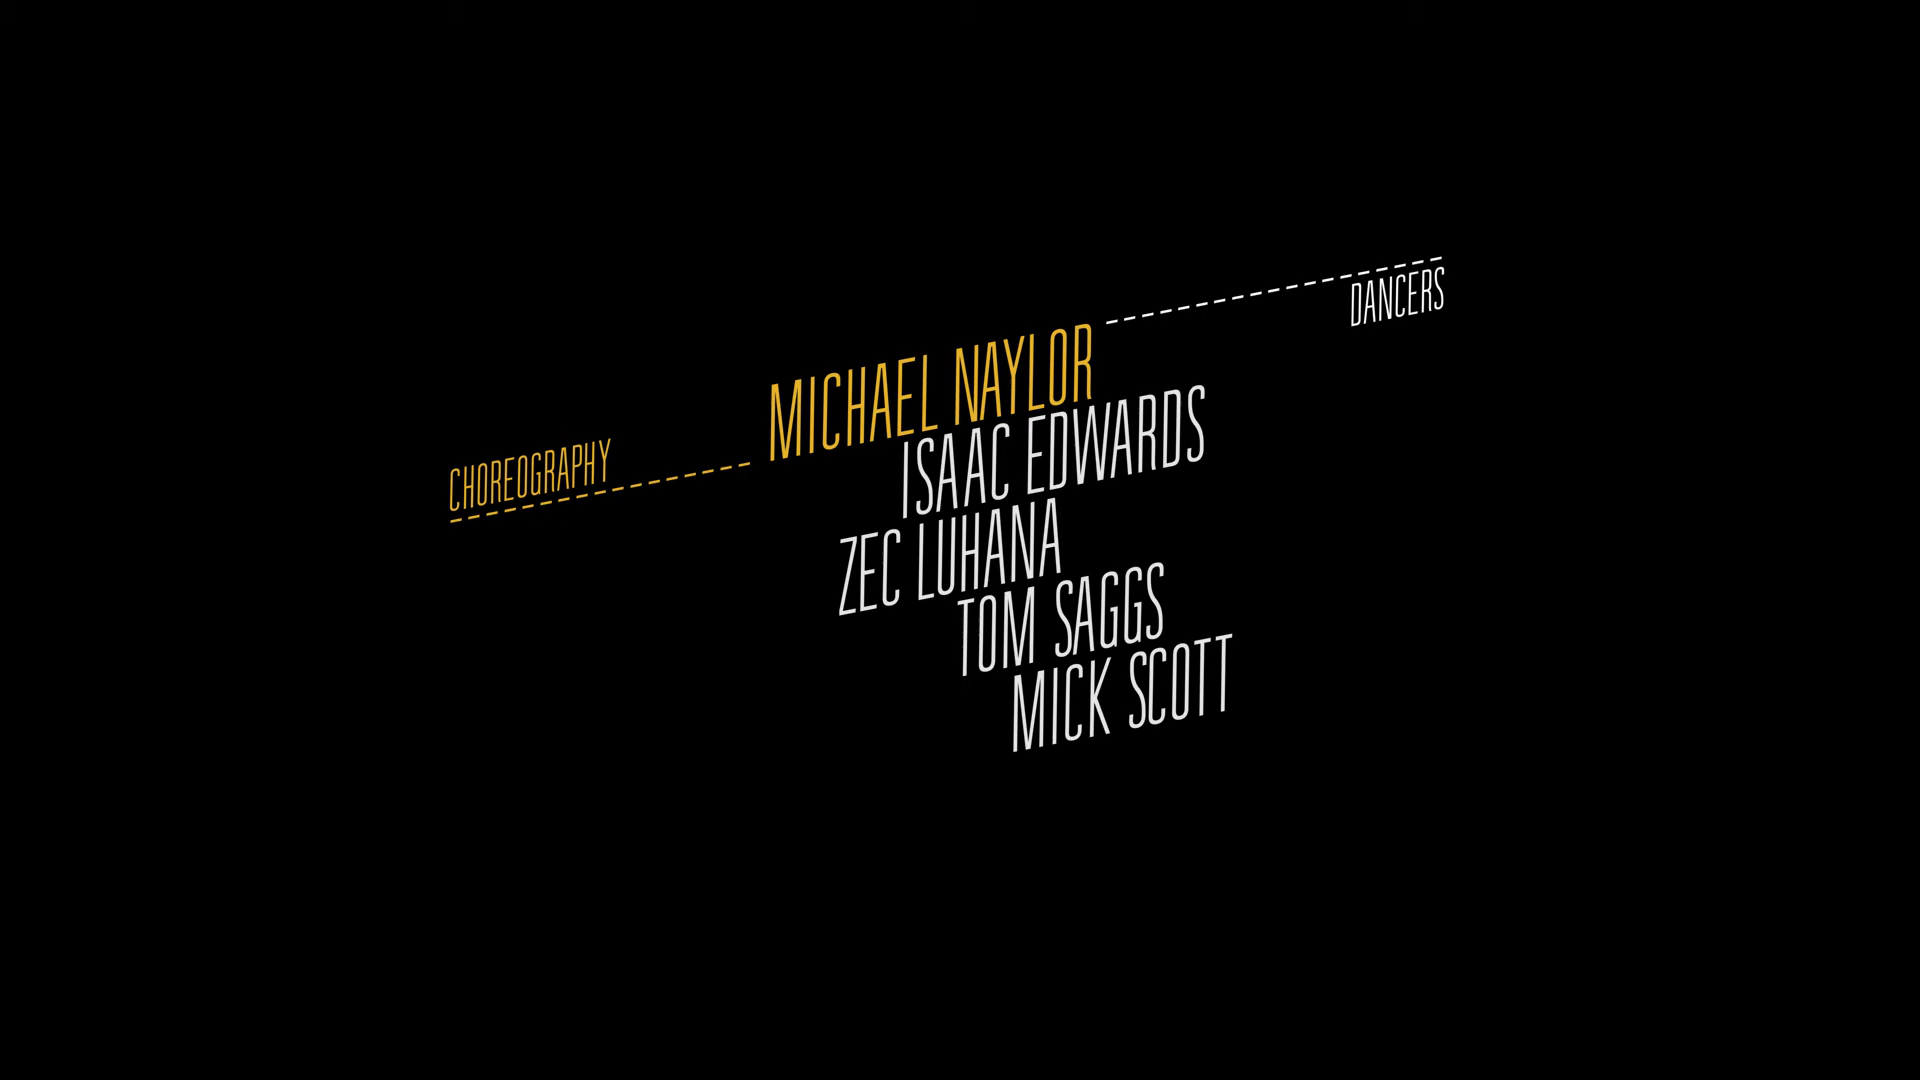 CHOREOGRAPHY
MICHAEL NAYLOR
DANCERS
ISAAC EDWARDS
ZEC LUHANA
TOM SAGGS
MICK SCOTT